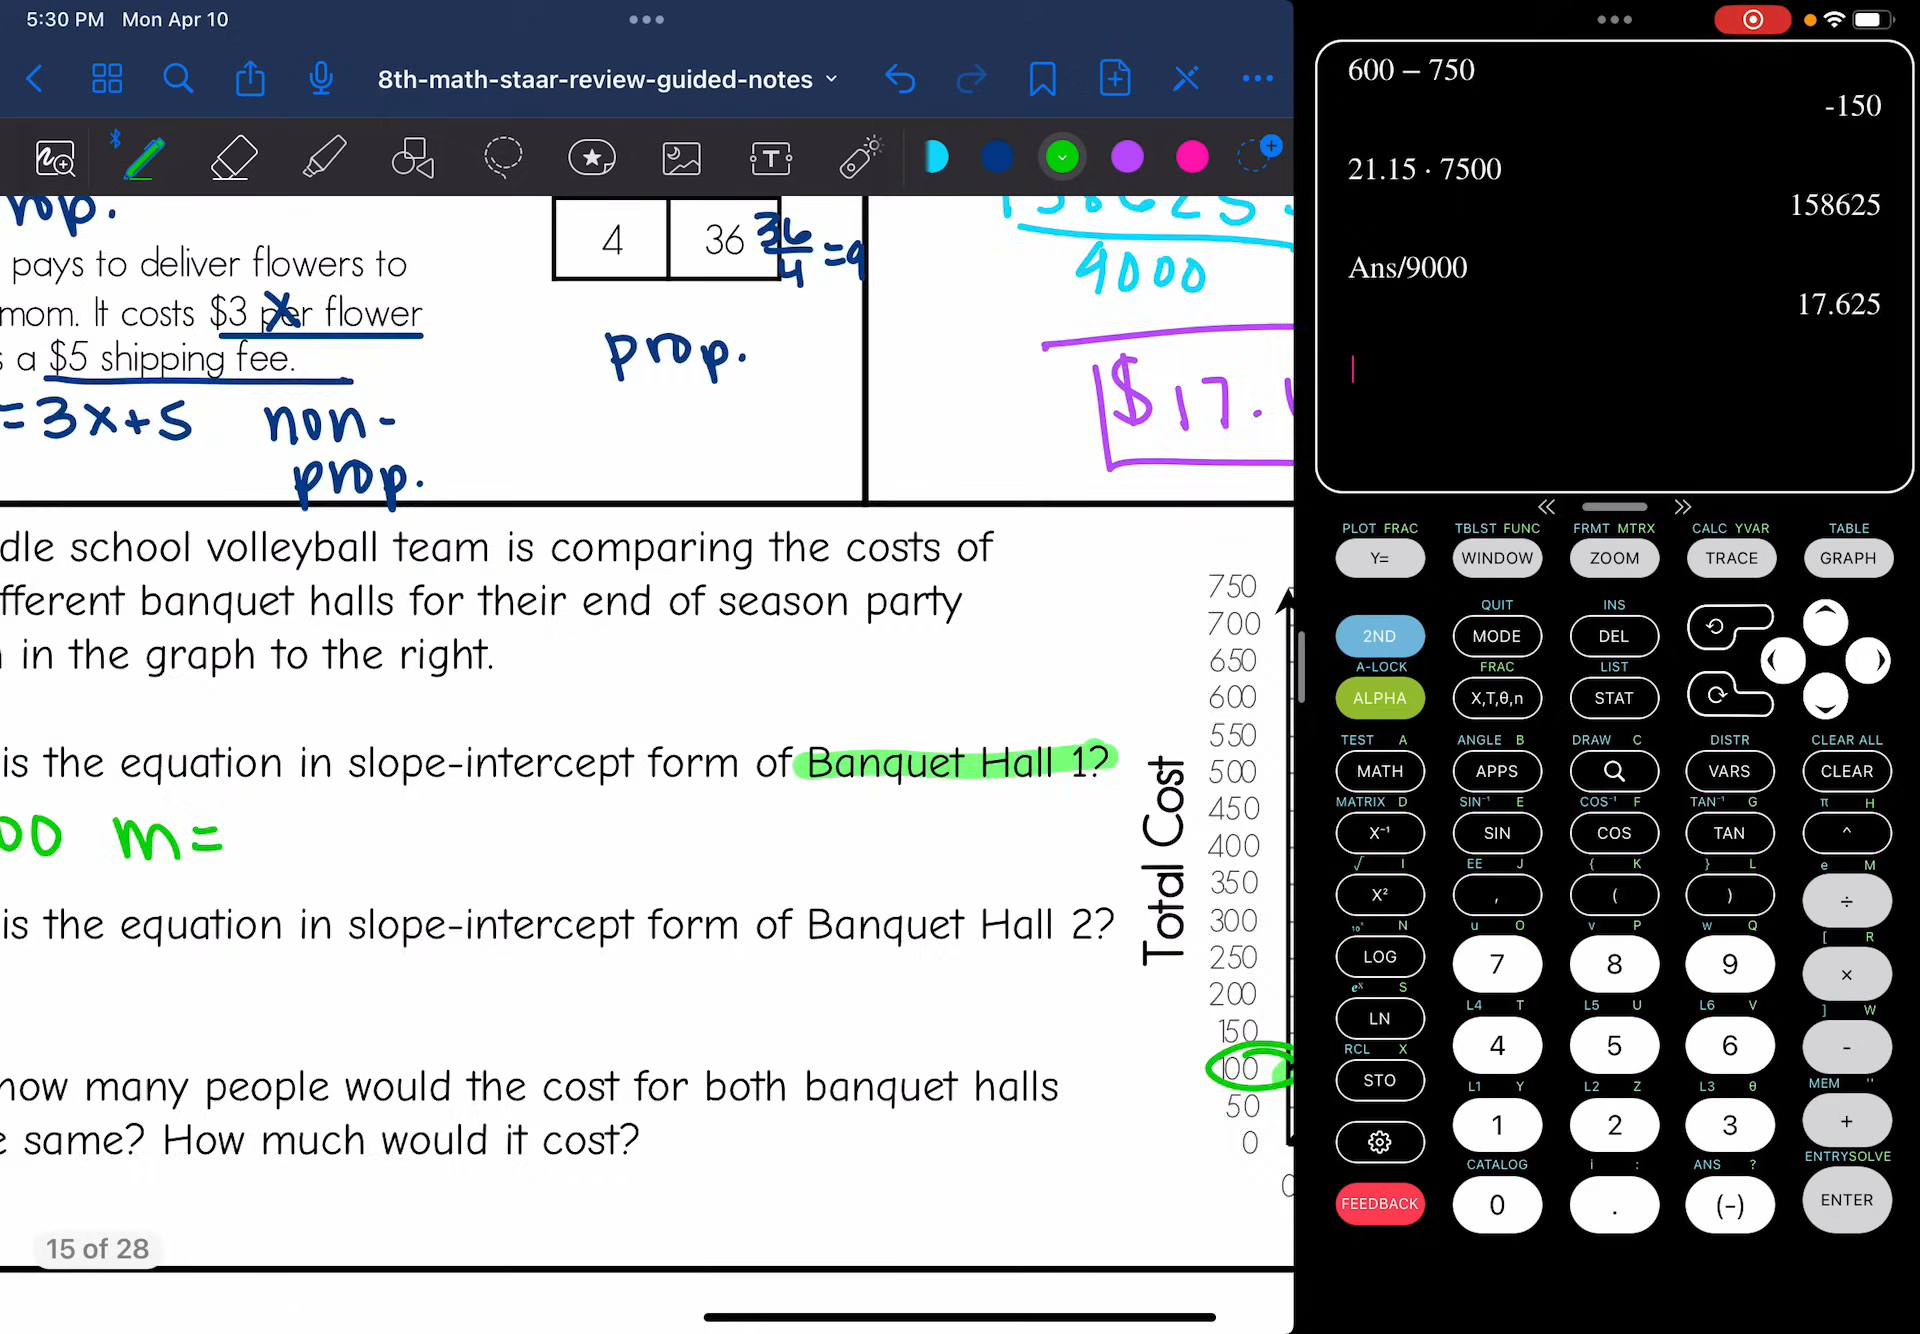 5:30 PM Mon Apr 10
8th-math-staar-review-guided-notes
T
prop.
pays to deliver flowers to
mom. It costs $3 per flower
x
s a $5 shipping fee.
= 3x+5 non-
prop.
4 36 36/4 = 9
prop.
158625
9000
$17.
dle school volleyball team is comparing the costs of
fferent banquet halls for their end of season party
n in the graph to the right.
is the equation in slope-intercept form of Banquet Hall 1?
00 m=
is the equation in slope-intercept form of Banquet Hall 2?
how many people would the cost for both banquet halls
e same? How much would it cost?
Total Cost
750
700
650
600
550
500
450
400
350
300
250
200
150
100
50
0
0
15 of 28
600 – 750
-150
21.15 · 7500
158625
Ans/9000
17.625
PLOT FRAC TBLST FUNC FRMT MTRX CALC YVAR TABLE
Y= WINDOW ZOOM TRACE GRAPH
QUIT INS
2ND MODE DEL
A-LOCK FRAC LIST
ALPHA X,T,θ,n STAT
TEST A ANGLE B DRAW C DISTR CLEAR ALL
MATH APPS VARS CLEAR
MATRIX D SIN⁻¹ E COS⁻¹ F TAN⁻¹ G π H
X⁻¹ SIN COS TAN ^
√ I EE J { K } L e M
X² , ( ) ÷
10ˣ N u O v P w Q [ R
LOG 7 8 9 ×
eˣ S L4 T L5 U L6 V ] W
LN 4 5 6 -
RCL X L1 Y L2 Z L3 θ MEM "
STO 1 2 3 +
CATALOG i : ANS ? ENTRY SOLVE
FEEDBACK 0 . (-) ENTER